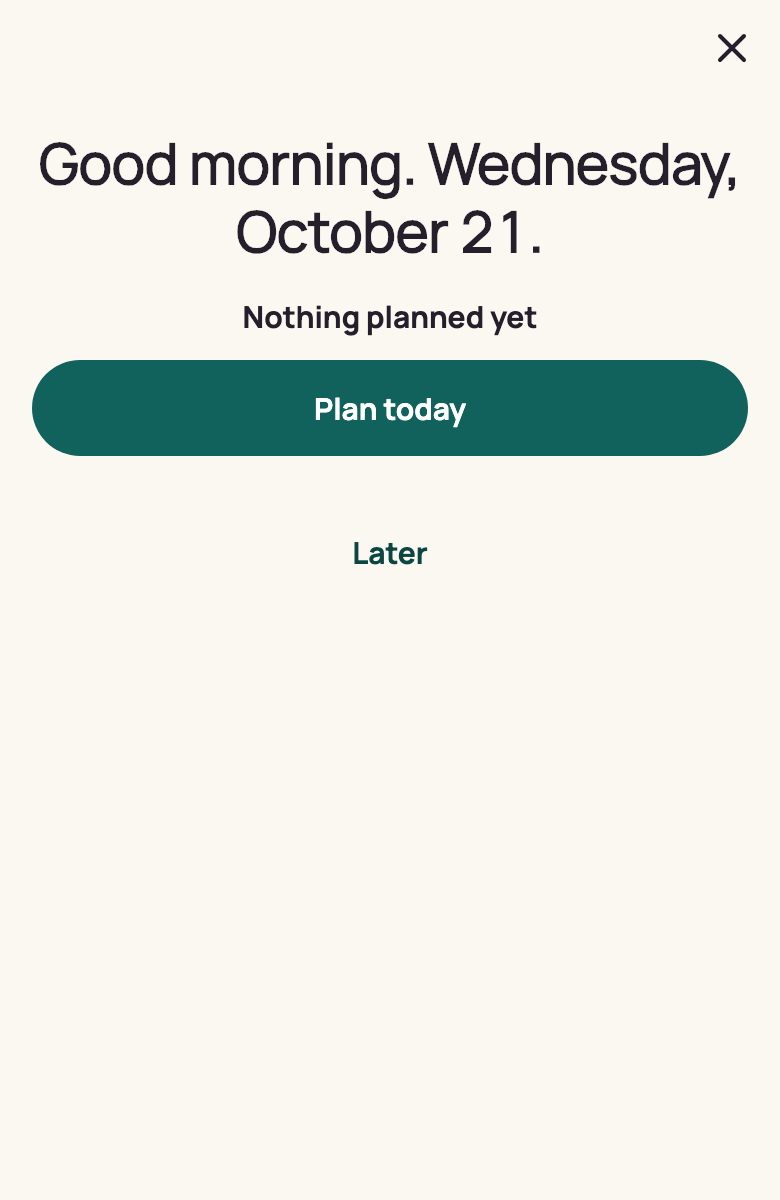 Good morning. Wednesday,
October 21.
Nothing planned yet
Plan today
Later